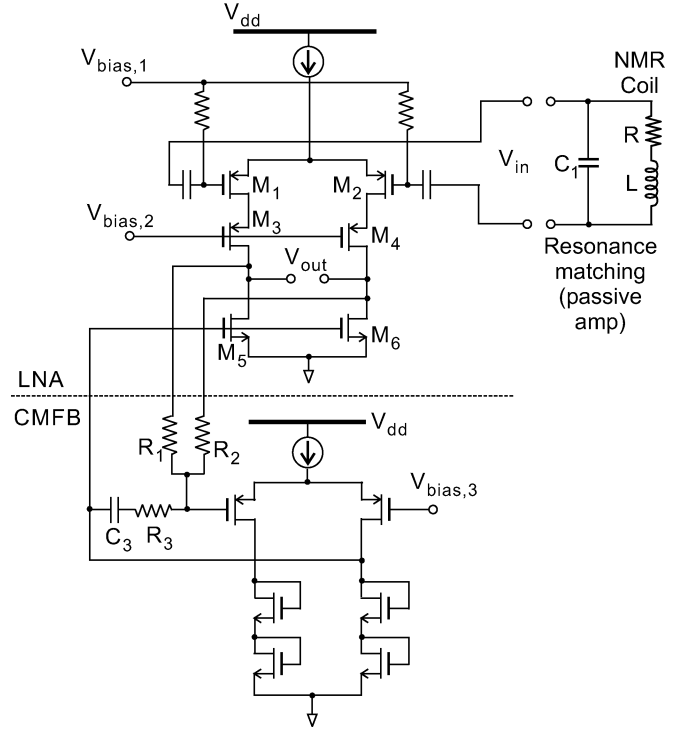 V_dd
V_bias,1
NMR
Coil
R
V_in
C_1
L
M_1
M_2
V_bias,2
M_3
M_4
V_out
Resonance
matching
(passive
amp)
M_5
M_6
LNA
CMFB
V_dd
R_1
R_2
V_bias,3
C_3
R_3